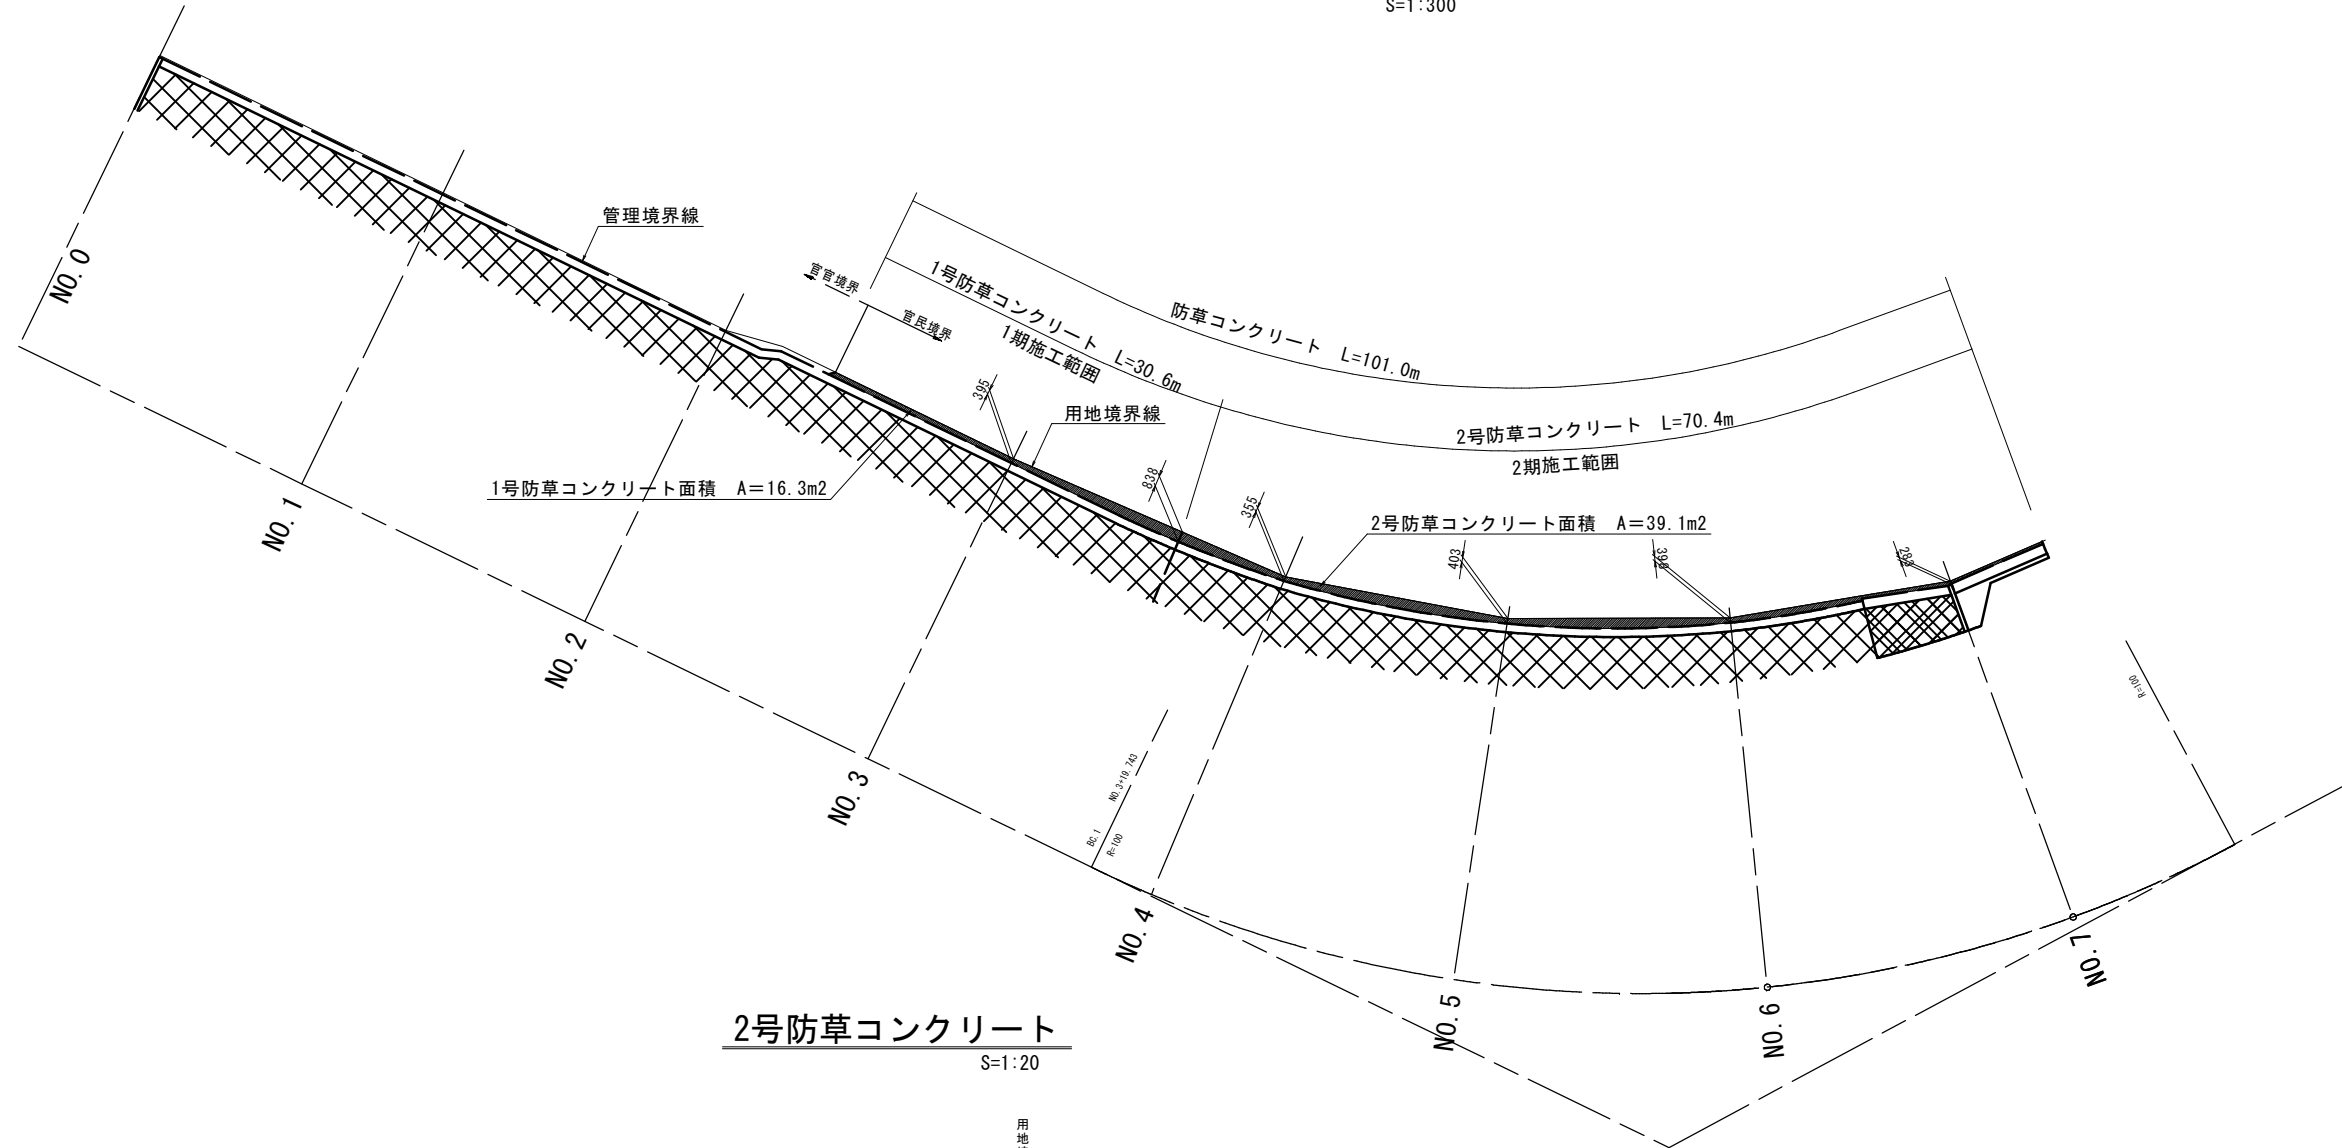 S=1:300
管理境界線
官官境界
官民境界
1号防草コンクリート　L=30.6m
1期施工範囲
防草コンクリート　L=101.0m
2号防草コンクリート　L=70.4m
2期施工範囲
395
用地境界線
838
355
1号防草コンクリート面積　A＝16.3m2
2号防草コンクリート面積　A＝39.1m2
403
NO.0
NO.1
NO.2
NO.3
BC.1　NO.3+19.743
R=100
R=100
NO.4
NO.5
NO.6
NO.7
2号防草コンクリート
S=1:20
用
地